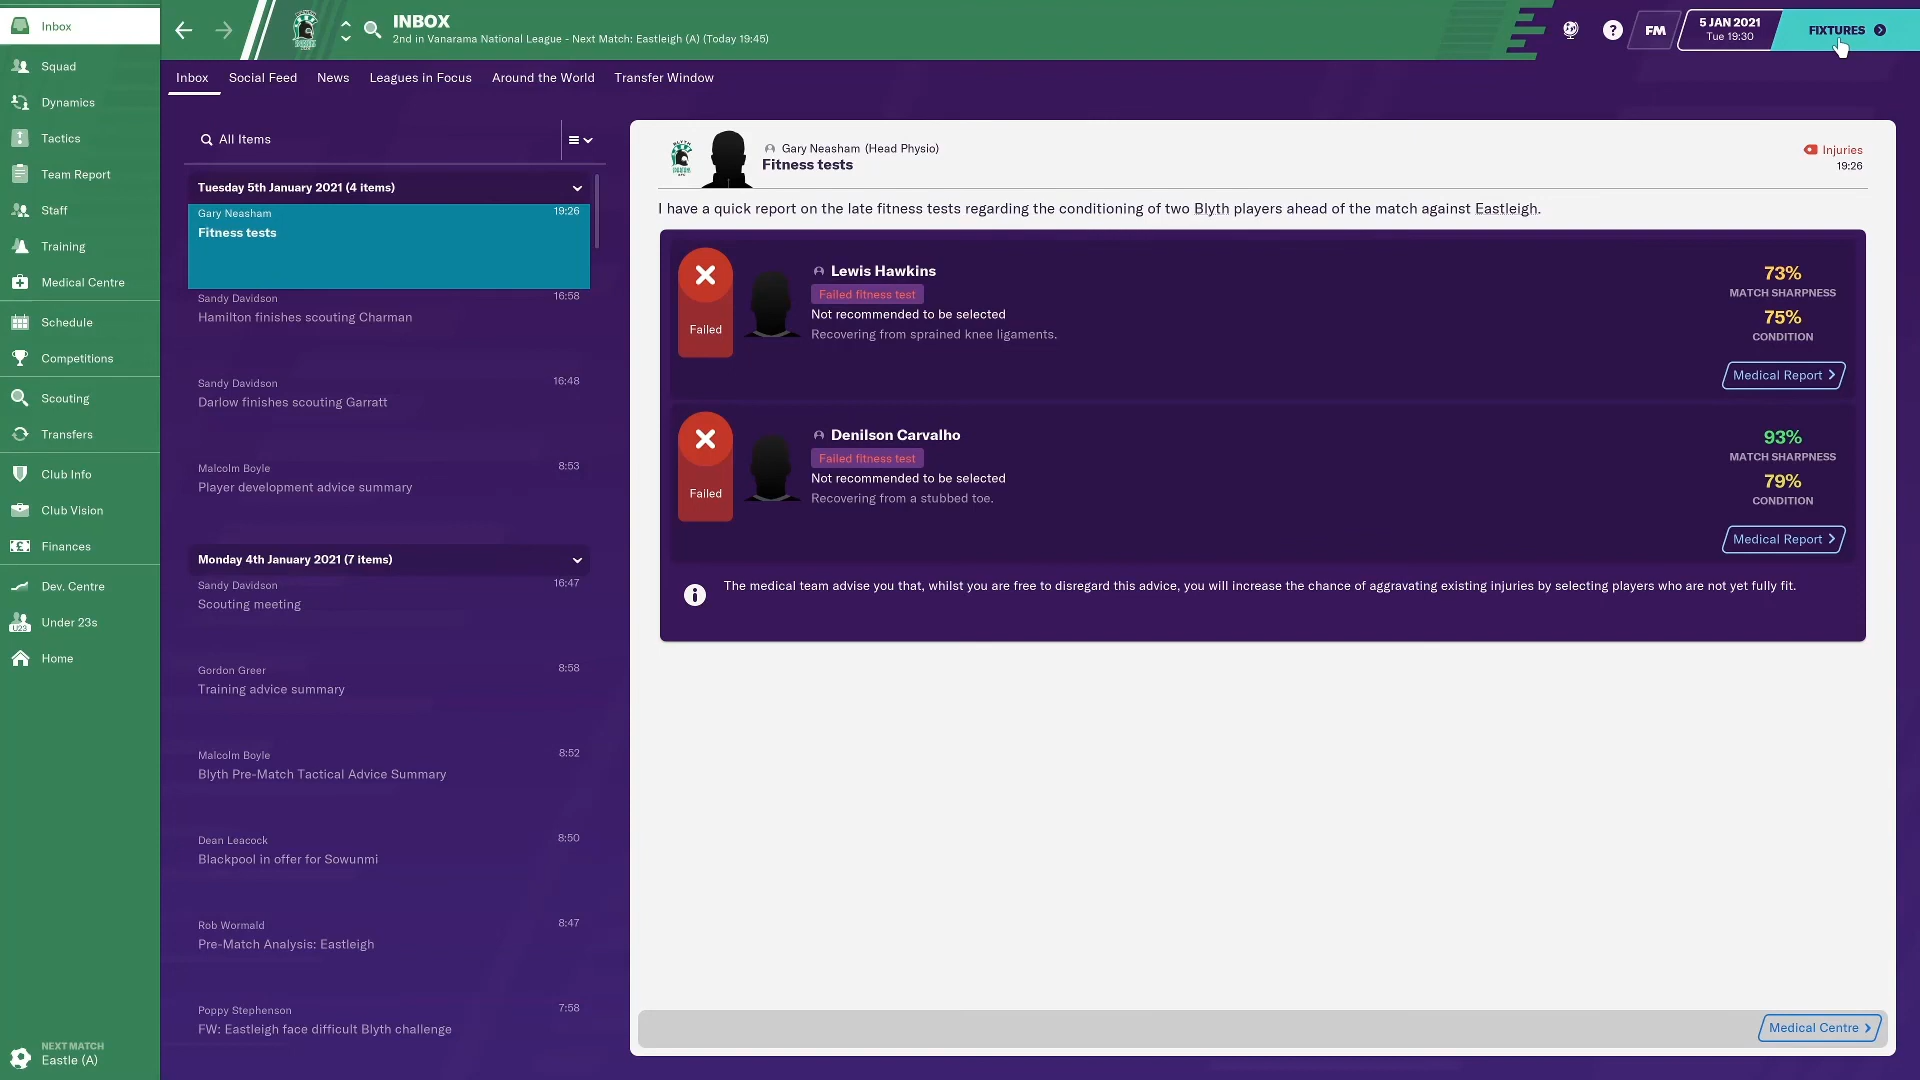 Inbox
Squad
Dynamics
Tactics
Team Report
Staff
Training
Medical Centre
Schedule
Competitions
Scouting
Transfers
Club Info
Club Vision
Finances
Dev. Centre
U23
Under 23s
Home
NEXT MATCH
Eastle (A)
INBOX
2nd in Vanarama National League - Next Match: Eastleigh (A) (Today 19:45)
?
FM
5 JAN 2021
Tue 19:30
FIXTURES
Inbox
Social Feed
News
Leagues in Focus
Around the World
Transfer Window
All Items
Tuesday 5th January 2021 (4 items)
Gary Neasham 19:26
Fitness tests
Sandy Davidson 16:58
Hamilton finishes scouting Charman
Sandy Davidson 16:48
Darlow finishes scouting Garratt
Malcolm Boyle 8:53
Player development advice summary
Monday 4th January 2021 (7 items)
Sandy Davidson 16:47
Scouting meeting
Gordon Greer 8:58
Training advice summary
Malcolm Boyle 8:52
Blyth Pre-Match Tactical Advice Summary
Dean Leacock 8:50
Blackpool in offer for Sowunmi
Rob Wormald 8:47
Pre-Match Analysis: Eastleigh
Poppy Stephenson 7:58
FW: Eastleigh face difficult Blyth challenge
Gary Neasham (Head Physio)
Fitness tests
Injuries
19:26
I have a quick report on the late fitness tests regarding the conditioning of two Blyth players ahead of the match against Eastleigh.
Failed
Lewis Hawkins
Failed fitness test
Not recommended to be selected
Recovering from sprained knee ligaments.
73%
MATCH SHARPNESS
75%
CONDITION
Medical Report
Failed
Denilson Carvalho
Failed fitness test
Not recommended to be selected
Recovering from a stubbed toe.
93%
MATCH SHARPNESS
79%
CONDITION
Medical Report
The medical team advise you that, whilst you are free to disregard this advice, you will increase the chance of aggravating existing injuries by selecting players who are not yet fully fit.
Medical Centre